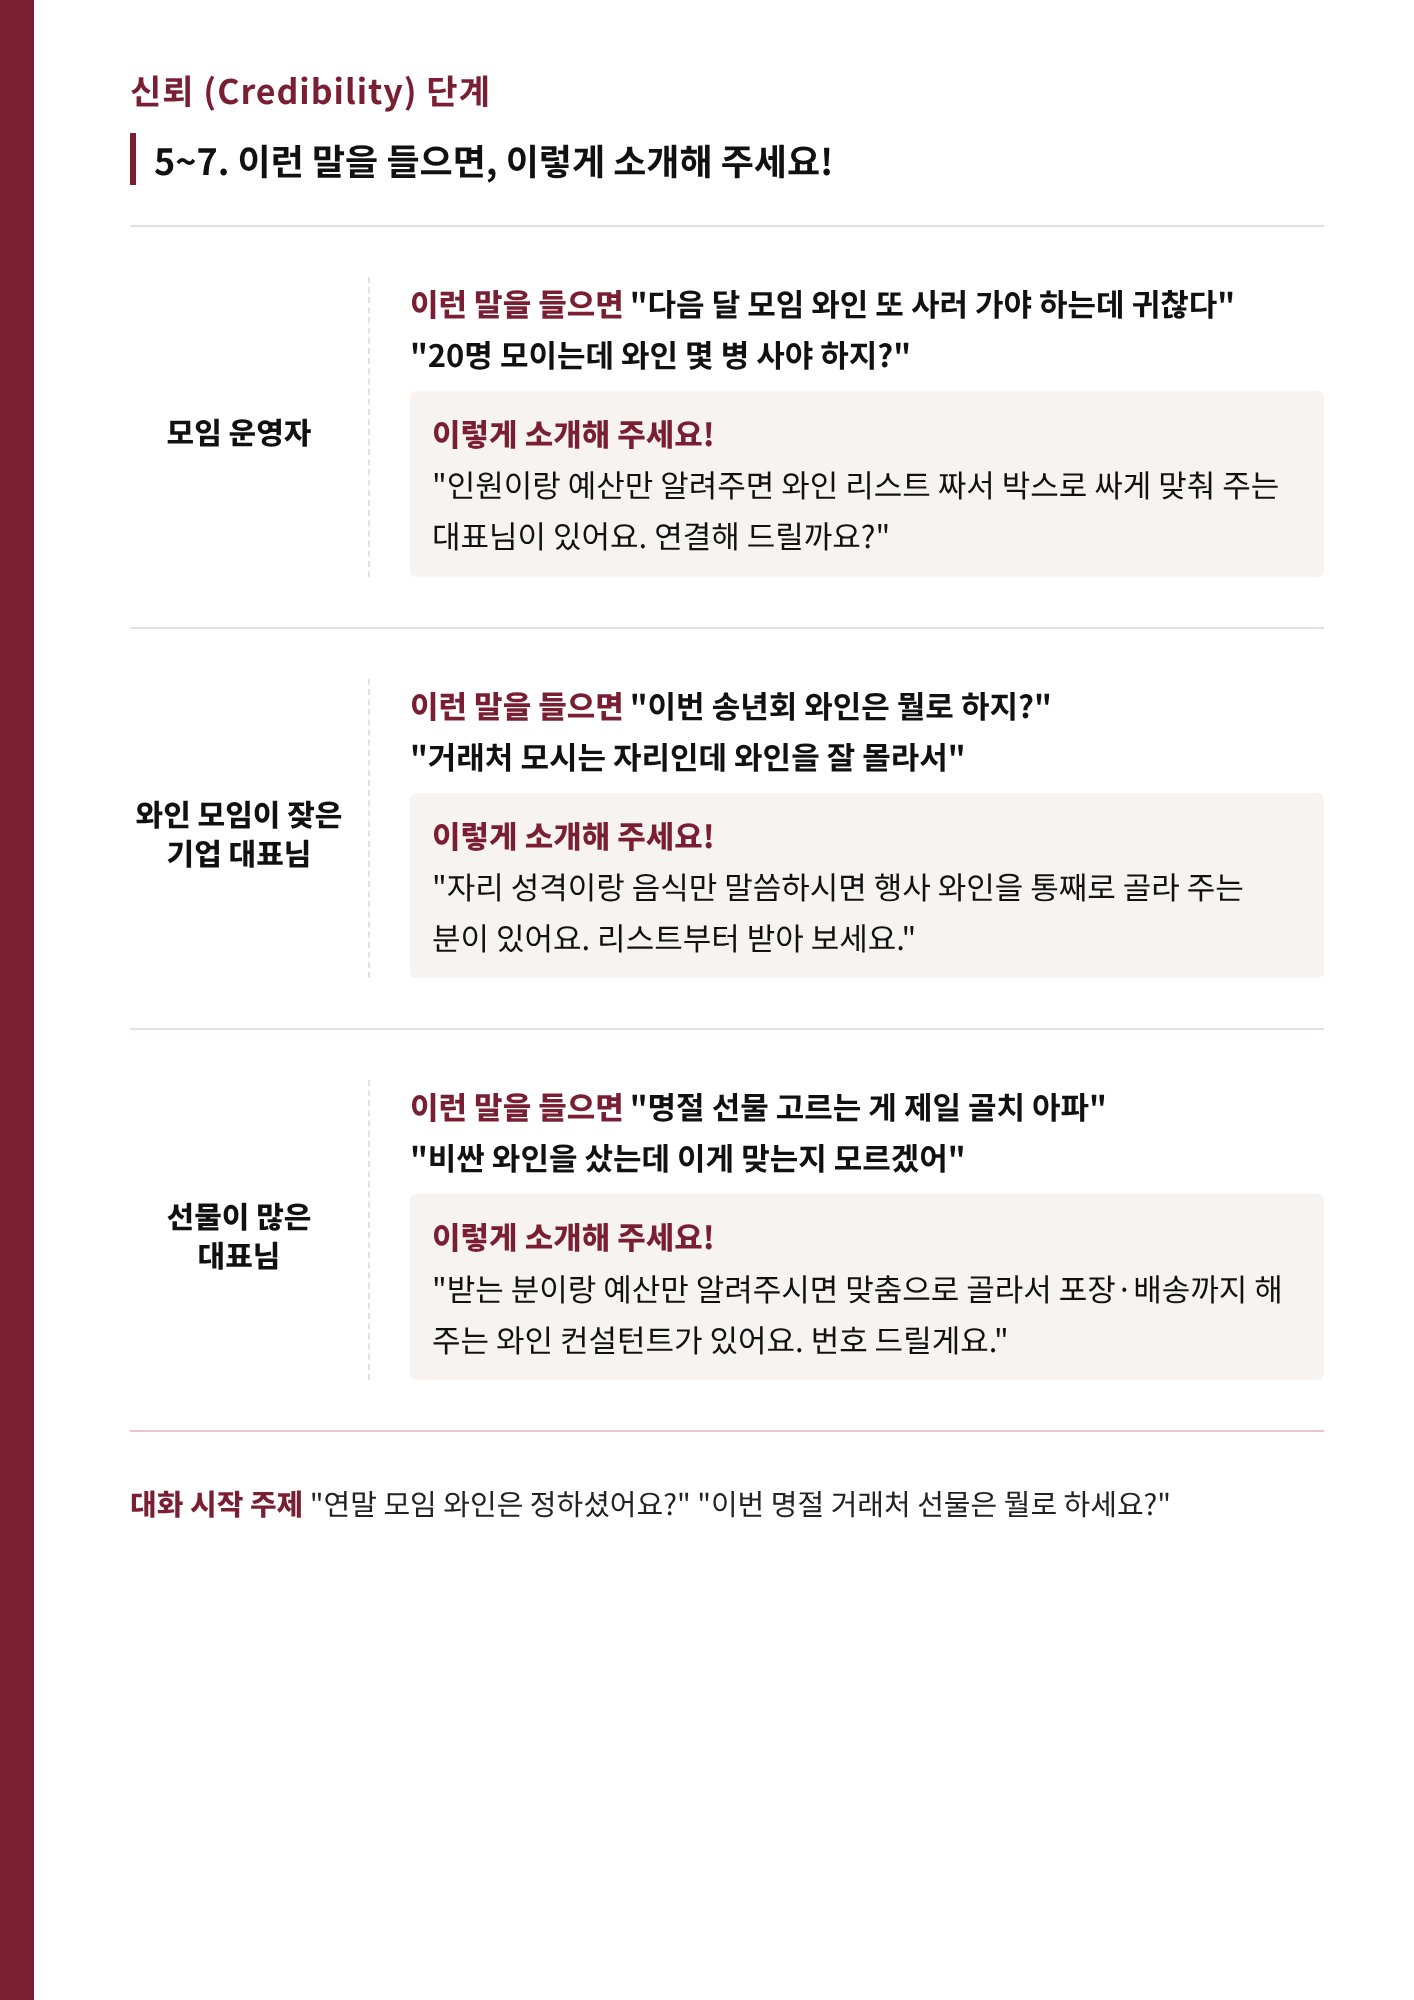 신뢰 (Credibility) 단계
5~7. 이런 말을 들으면, 이렇게 소개해 주세요!
모임 운영자
이런 말을 들으면 "다음 달 모임 와인 또 사러 가야 하는데 귀찮다"
"20명 모이는데 와인 몇 병 사야 하지?"
이렇게 소개해 주세요!
"인원이랑 예산만 알려주면 와인 리스트 짜서 박스로 싸게 맞춰 주는
대표님이 있어요. 연결해 드릴까요?"
와인 모임이 잦은
기업 대표님
이런 말을 들으면 "이번 송년회 와인은 뭘로 하지?"
"거래처 모시는 자리인데 와인을 잘 몰라서"
이렇게 소개해 주세요!
"자리 성격이랑 음식만 말씀하시면 행사 와인을 통째로 골라 주는
분이 있어요. 리스트부터 받아 보세요."
선물이 많은
대표님
이런 말을 들으면 "명절 선물 고르는 게 제일 골치 아파"
"비싼 와인을 샀는데 이게 맞는지 모르겠어"
이렇게 소개해 주세요!
"받는 분이랑 예산만 알려주시면 맞춤으로 골라서 포장·배송까지 해
주는 와인 컨설턴트가 있어요. 번호 드릴게요."
대화 시작 주제 "연말 모임 와인은 정하셨어요?" "이번 명절 거래처 선물은 뭘로 하세요?"